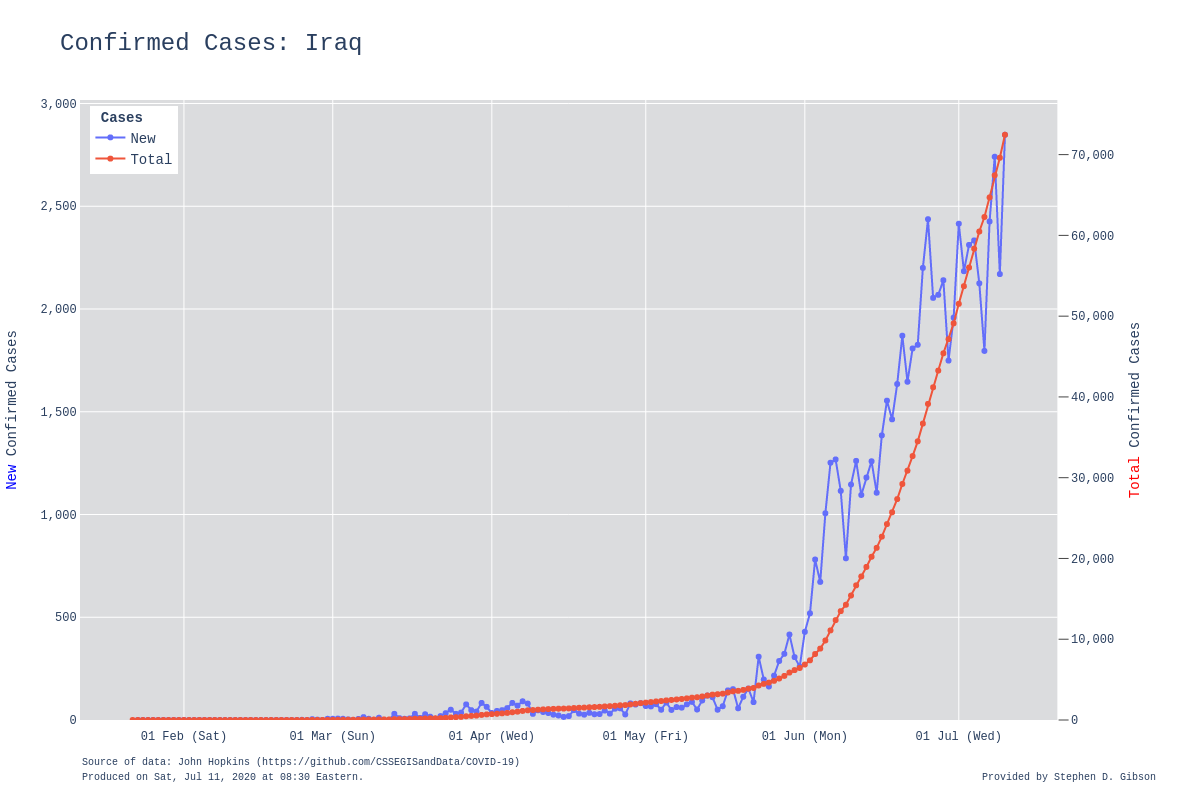 Confirmed Cases: Iraq
Cases
New
Total
3,000
2,500
2,000
1,500
1,000
500
0
70,000
60,000
50,000
40,000
30,000
20,000
10,000
0
New Confirmed Cases
Total Confirmed Cases
01 Feb (Sat)
01 Mar (Sun)
01 Apr (Wed)
01 May (Fri)
01 Jun (Mon)
01 Jul (Wed)
Source of data: John Hopkins (https://github.com/CSSEGISandData/COVID-19)
Produced on Sat, Jul 11, 2020 at 08:30 Eastern.
Provided by Stephen D. Gibson